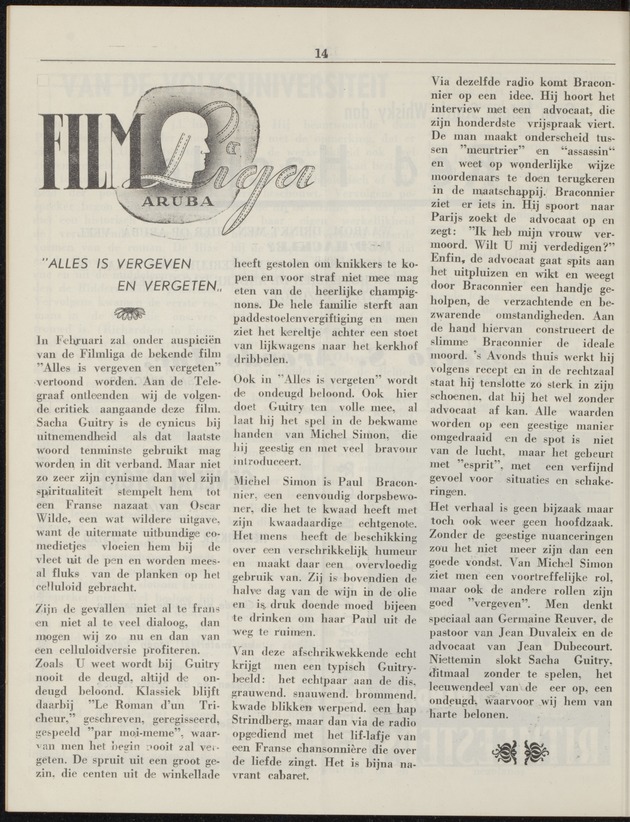 14
FILM Liga
ARUBA
"ALLES IS VERGEVEN
EN VERGETEN„
In Februari zal onder auspiciën
van de Filmliga de bekende film
"Alles is vergeven en vergeten"
vertoond worden. Aan de Tele-
graaf ontleenden wij de volgen-
de critiek aangaande deze film.
Sacha Guitry is de cynicus bij
uitnemendheid als dat laatste
woord tenminste gebruikt mag
worden in dit verband. Maar niet
zo zeer zijn cynisme dan wel zijn
spiritualiteit stempelt hem tot
een Franse nazaat van Oscar
Wilde, een wat wildere uitgave,
want de uitermate uitbundige co-
medietjes vloeien hem bij de
vleet uit de pen en worden mees-
al fluks van de planken op het
celluloid gebracht.
Zijn de gevallen niet al te frans
en niet al te veel dialoog, dan
mogen wij zo nu en dan van
een celluloidversie profiteren.
Zoals U weet wordt bij Guitry
nooit de deugd, altijd de on-
deugd beloond. Klassiek blijft
daarbij "Le Roman d'un Tri-
cheur," geschreven, geregisseerd,
gespeeld "par moi-meme", waar-
van men het begin nooit zal ver-
geten. De spruit uit een groot ge-
zin, die centen uit de winkellade
heeft gestolen om knikkers te ko-
pen en voor straf niet mee mag
eten van de heerlijke champig-
nons. De hele familie sterft aan
paddestoelenvergiftiging en men
ziet het kereltje achter een stoet
van lijkwagens naar het kerkhof
dribbelen.
Ook in "Alles is vergeten" wordt
de ondeugd beloond. Ook hier
doet Guitry ten volle mee, al
laat hij het spel in de bekwame
handen van Michel Simon, die
hij geestig en met veel bravour
introduceert.
Michel Simon is Paul Bracon-
nier, een eenvoudig dorpsbewo-
ner, die het te kwaad heeft met
zijn kwaadaardige echtgenote.
Het mens heeft de beschikking
over een verschrikkelijk humeur
en maakt daar een overvloedig
gebruik van. Zij is bovendien de
halve dag van de wijn in de olie
en is druk doende moed bijeen
te drinken om haar Paul uit de
weg te ruimen.
Van deze afschrikwekkende echt
krijgt men een typisch Guitry-
beeld: het echtpaar aan de dis,
grauwend, snauwend, brommend,
kwade blikken werpend, een hap
Strindberg, maar dan via de radio
opgediend met het lif-lafje van
een Franse chansonnière die over
de liefde zingt. Het is bijna na-
vrant cabaret.
Via dezelfde radio komt Bracon-
nier op een idee. Hij hoort het
interview met een advocaat, die
zijn honderdste vrijspraak viert.
De man maakt onderscheid tus-
sen "meurtrier" en "assassin"
en weet op wonderlijke wijze
moordenaars te doen terugkeren
in de maatschappij. Braconnier
ziet er iets in. Hij spoort naar
Parijs zoekt de advocaat op en
zegt: "Ik heb mijn vrouw ver-
moord. Wilt U mij verdedigen?"
Enfin, de advocaat gaat spits aan
het uitpluizen en wikt en weegt
door Braconnier een handje ge-
holpen, de verzachtende en be-
zwarende omstandigheden. Aan
de hand hiervan construeert de
slimme Braconnier de ideale
moord. 's Avonds thuis werkt hij
volgens recept en in de rechtzaal
staat hij tenslotte zo sterk in zijn
schoenen, dat hij het wel zonder
advocaat af kan. Alle waarden
worden op een geestige manier
omgedraaid en de spot is niet
van de lucht, maar het gebeurt
met "esprit", met een verfijnd
gevoel voor situaties en schake-
ringen.
Het verhaal is geen bijzaak maar
toch ook weer geen hoofdzaak.
Zonder de geestige nuanceringen
zou het niet meer zijn dan een
goede vondst. Van Michel Simon
ziet men een voortreffelijke rol,
maar ook de andere rollen zijn
goed "vergeven". Men denkt
speciaal aan Germaine Reuver, de
pastoor van Jean Duvaleix en de
advocaat van Jean Dubecourt.
Niettemin slokt Sacha Guitry,
ditmaal zonder te spelen, het
leeuwendeel van de eer op, een
ondeugd, waarvoor wij hem van
harte belonen.